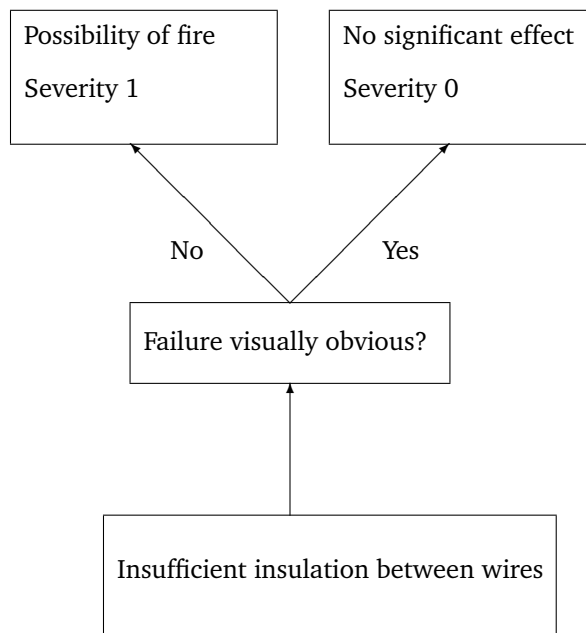 Possibility of fire
Severity 1
No significant effect
Severity 0
No
Yes
Failure visually obvious?
Insufficient insulation between wires